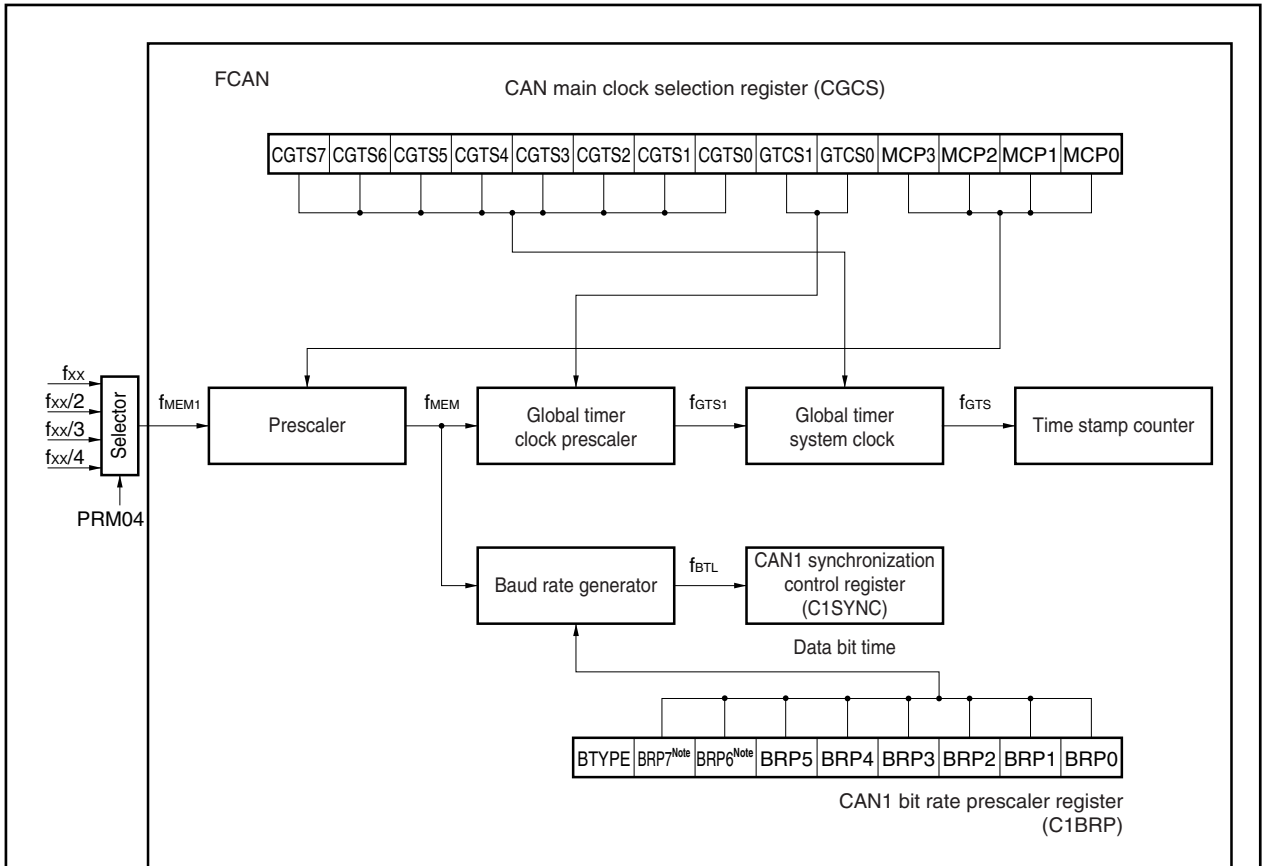 FCAN
CAN main clock selection register (CGCS)
CGTS7 CGTS6 CGTS5 CGTS4 CGTS3 CGTS2 CGTS1 CGTS0 GTCS1 GTCS0 MCP3 MCP2 MCP1 MCP0
fxx
fxx/2
fxx/3
fxx/4
Selector
PRM04
fMEM1
Prescaler
fMEM
Global timer
clock prescaler
fGTS1
Global timer
system clock
fGTS
Time stamp counter
Baud rate generator
fBTL
CAN1 synchronization
control register
(C1SYNC)
Data bit time
BTYPE BRP7Note BRP6Note BRP5 BRP4 BRP3 BRP2 BRP1 BRP0
CAN1 bit rate prescaler register
(C1BRP)